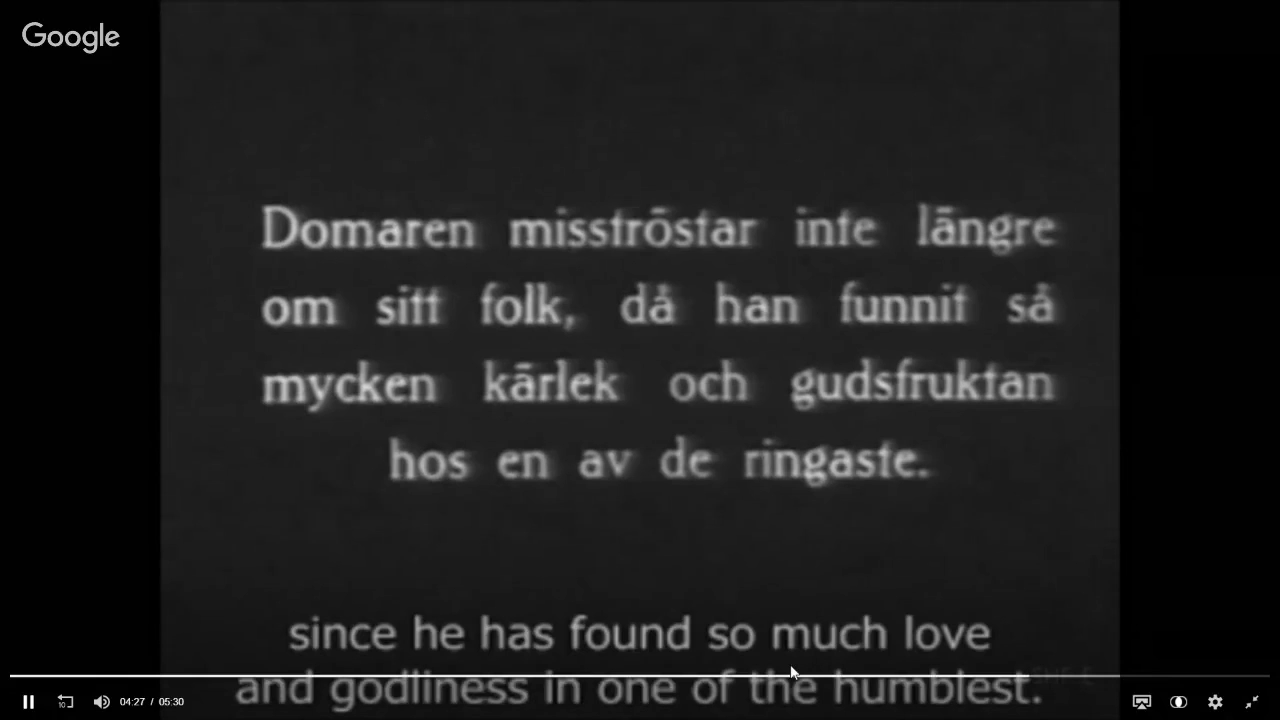 Google
Domaren misströstar inte längre
om sitt folk, då han funnit så
mycken kärlek och gudsfruktan
hos en av de ringaste.
since he has found so much love
and godliness in one of the humblest.
10 04:27 / 05:30